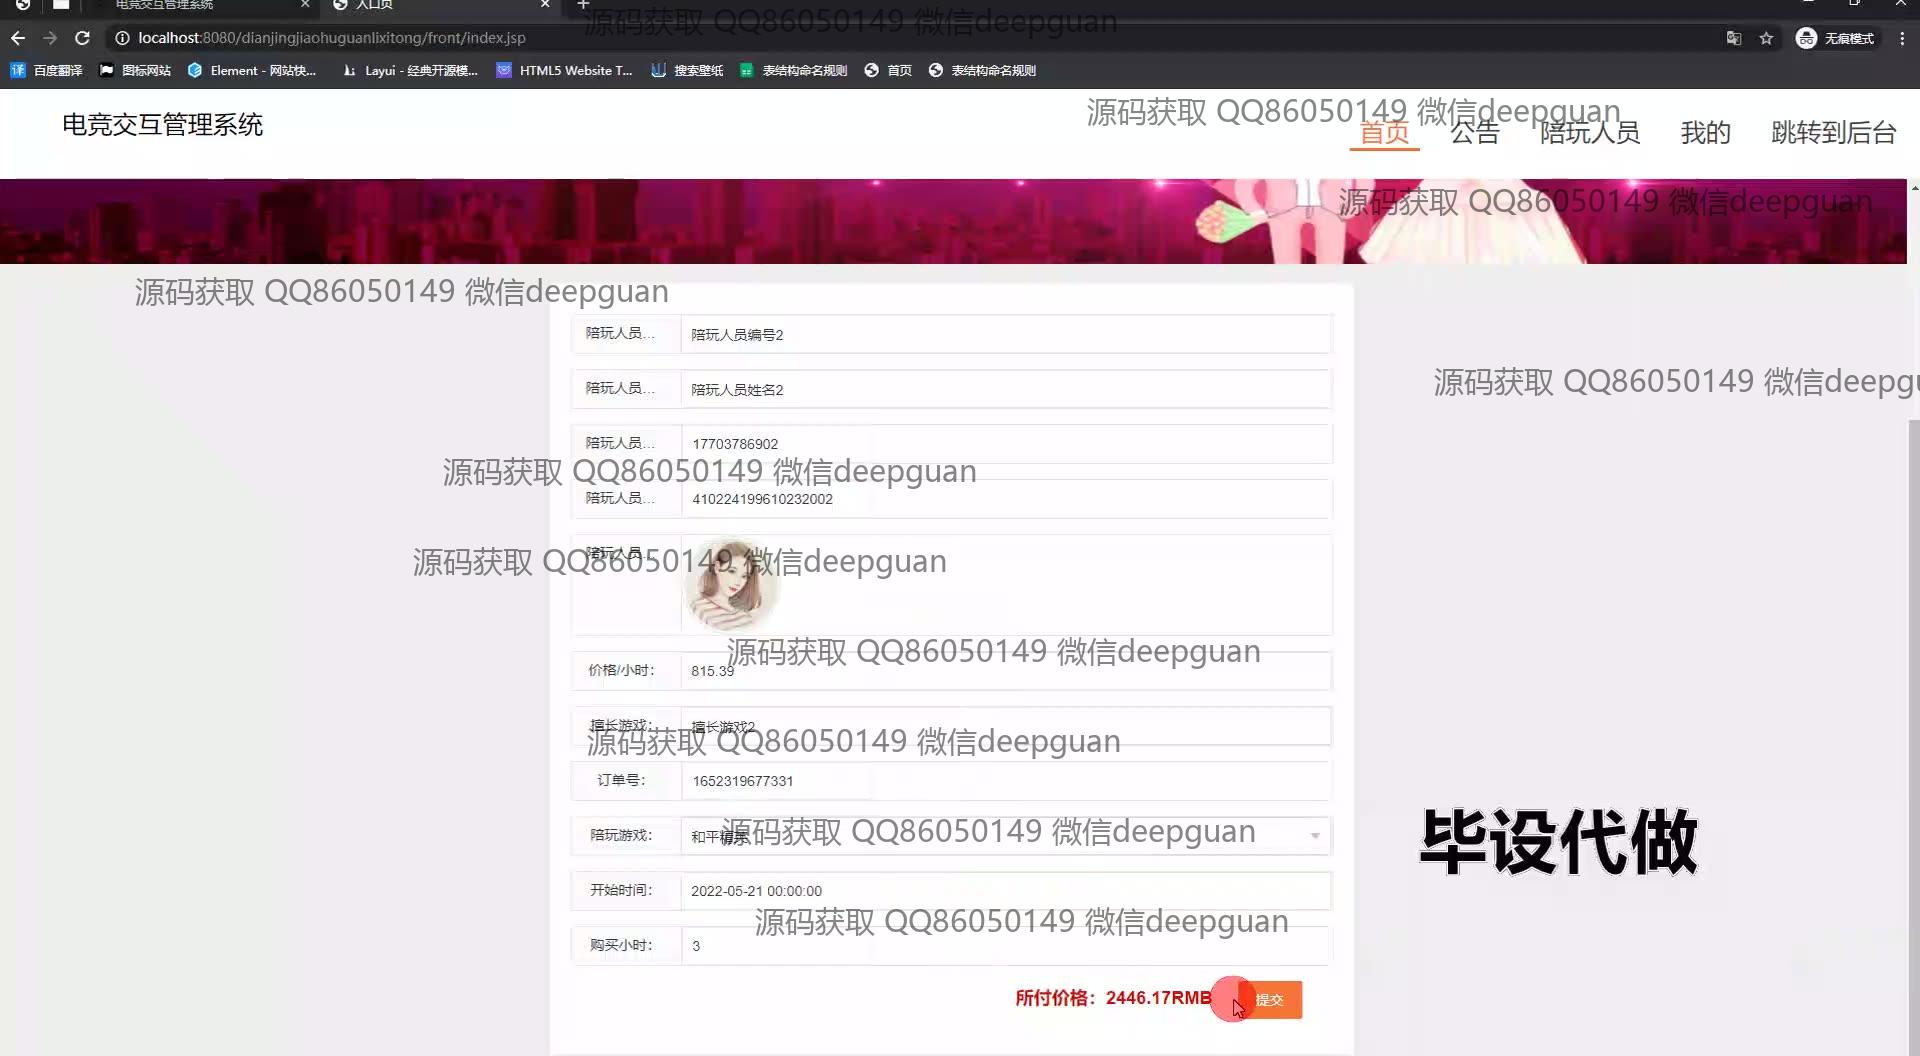 电竞交互管理系统
入口页
源码获取 QQ86050149 微信deepguan
localhost:8080/dianjingjiaohuguanlixitong/front/index.jsp
无痕模式
百度翻译
图标网站
Element - 网站快...
Layui - 经典开源模...
HTML5 Website T...
搜索壁纸
表结构命名规则
首页
表结构命名规则
电竞交互管理系统
源码获取 QQ86050149 微信deepguan
首页 公告 陪玩人员 我的 跳转到后台
源码获取 QQ86050149 微信deepguan
源码获取 QQ86050149 微信deepguan
陪玩人员... 陪玩人员编号2
陪玩人员... 陪玩人员姓名2
源码获取 QQ86050149 微信deepgu
陪玩人员... 17703786902
源码获取 QQ86050149 微信deepguan
陪玩人员... 410224199610232002
陪玩人员...
源码获取 QQ86050149 微信deepguan
源码获取 QQ86050149 微信deepguan
价格/小时： 815.39
擅长游戏： 擅长游戏2
源码获取 QQ86050149 微信deepguan
订单号： 1652319677331
陪玩游戏： 和平精英
源码获取 QQ86050149 微信deepguan
毕设代做
开始时间： 2022-05-21 00:00:00
源码获取 QQ86050149 微信deepguan
购买小时： 3
所付价格：2446.17RMB
提交